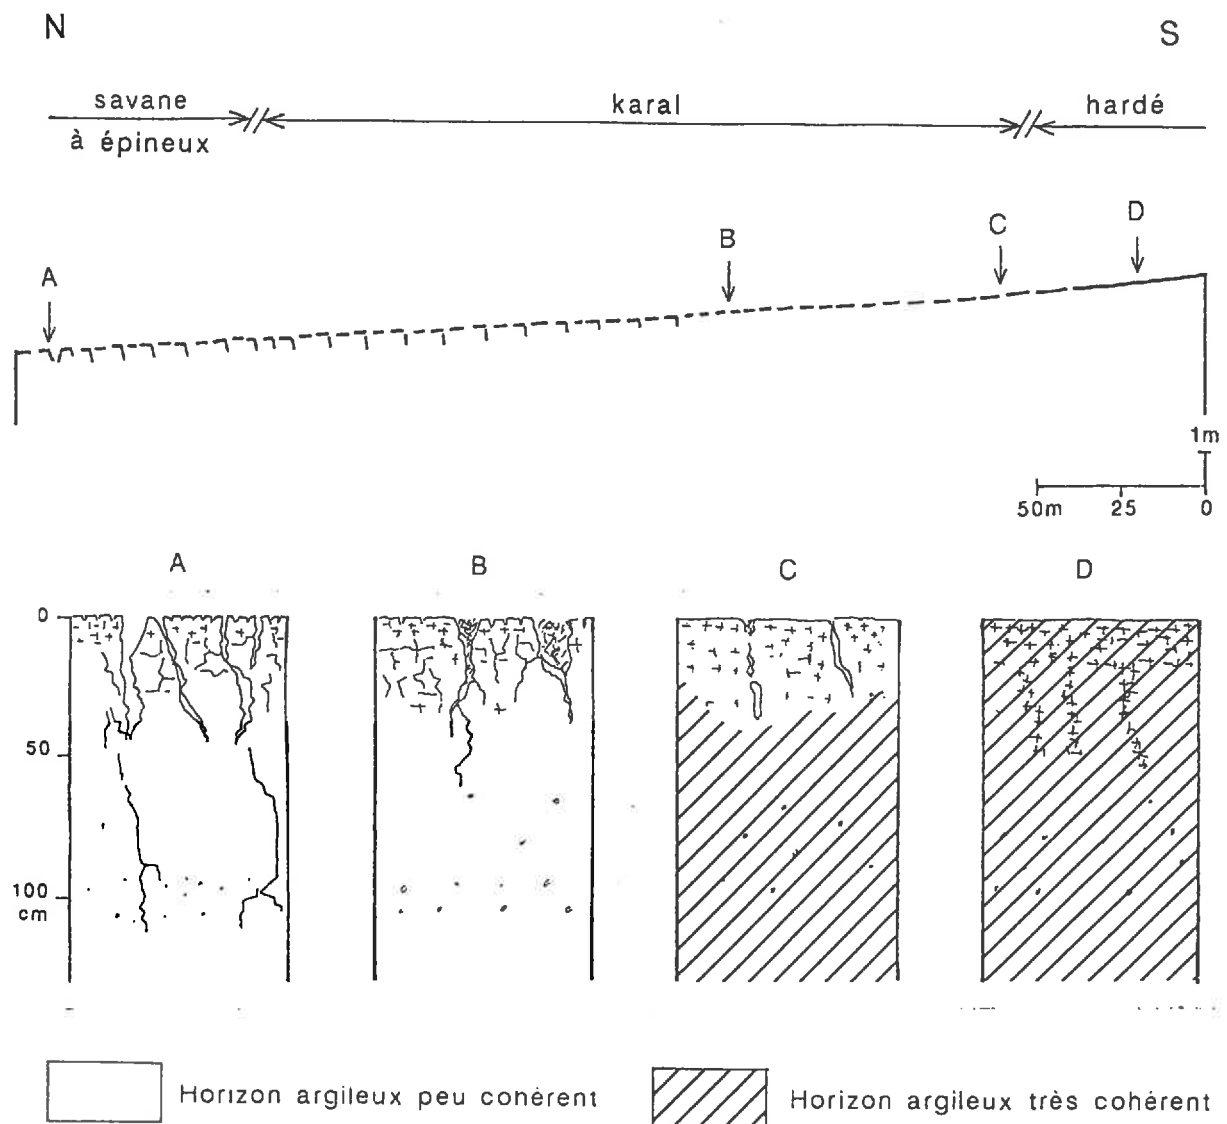 N
S
savane
à épineux
karal
hardé
A
B
C
D
1m
50m 25 0
A B C D
0
50
100
cm
Horizon argileux peu cohérent
Horizon argileux très cohérent